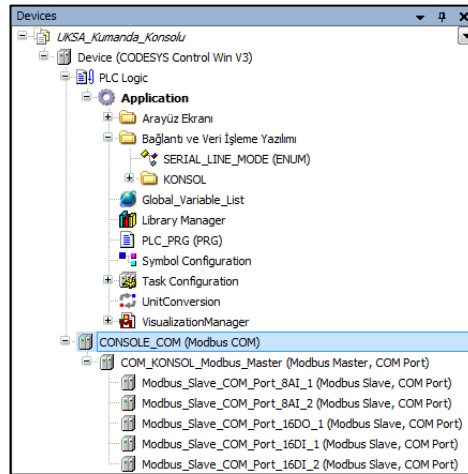 Devices
UKSA_Kumanda_Konsolu
Device (CODESYS Control Win V3)
PLC Logic
Application
Arayüz Ekranı
Bağlantı ve Veri İşleme Yazılımı
SERIAL_LINE_MODE (ENUM)
KONSOL
Global_Variable_List
Library Manager
PLC_PRG (PRG)
Symbol Configuration
Task Configuration
UnitConversion
VisualizationManager
CONSOLE_COM (Modbus COM)
COM_KONSOL_Modbus_Master (Modbus Master, COM Port)
Modbus_Slave_COM_Port_8AI_1 (Modbus Slave, COM Port)
Modbus_Slave_COM_Port_8AI_2 (Modbus Slave, COM Port)
Modbus_Slave_COM_Port_16DO_1 (Modbus Slave, COM Port)
Modbus_Slave_COM_Port_16DI_1 (Modbus Slave, COM Port)
Modbus_Slave_COM_Port_16DI_2 (Modbus Slave, COM Port)